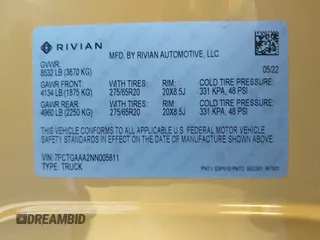 RIVIAN
MFD. BY RIVIAN AUTOMOTIVE, LLC.
05/22
GVWR:
8532 LB (3870 KG)
GAWR FRONT WITH TIRES: RIM: COLD TIRE PRESSURE:
4134 LB (1875 KG) 275/65R20 20X8.5J 331 KPA, 48 PSI
GAWR REAR WITH TIRES: RIM: COLD TIRE PRESSURE:
4960 LB (2250 KG) 275/65R20 20X8.5J 331 KPA, 48 PSI
THIS VEHICLE CONFORMS TO ALL APPLICABLE U.S. FEDERAL
MOTOR VEHICLE SAFETY STANDARDS IN EFFECT ON THE DATE
OF MANUFACTURE SHOWN ABOVE.
VIN: 7FCTGAAA2NN005811
TYPE: TRUCK
DREAMBID